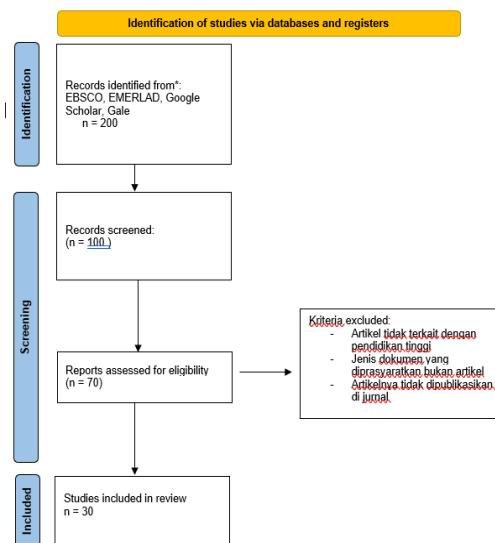 Identification of studies via databases and registers
Identification
Records identified from*:
EBSCO, EMERLAD, Google
Scholar, Gale
n = 200
Screening
Records screened:
(n = 100 )
Reports assessed for eligibility
(n = 70)
Kriteria excluded:
- Artikel tidak terkait dengan
pendidikan tinggi
- Jenis dokumen yang
diprasyaratkan bukan artikel
- Artikelnya tidak dipublikasikan
di jurnal
Included
Studies included in review
n = 30